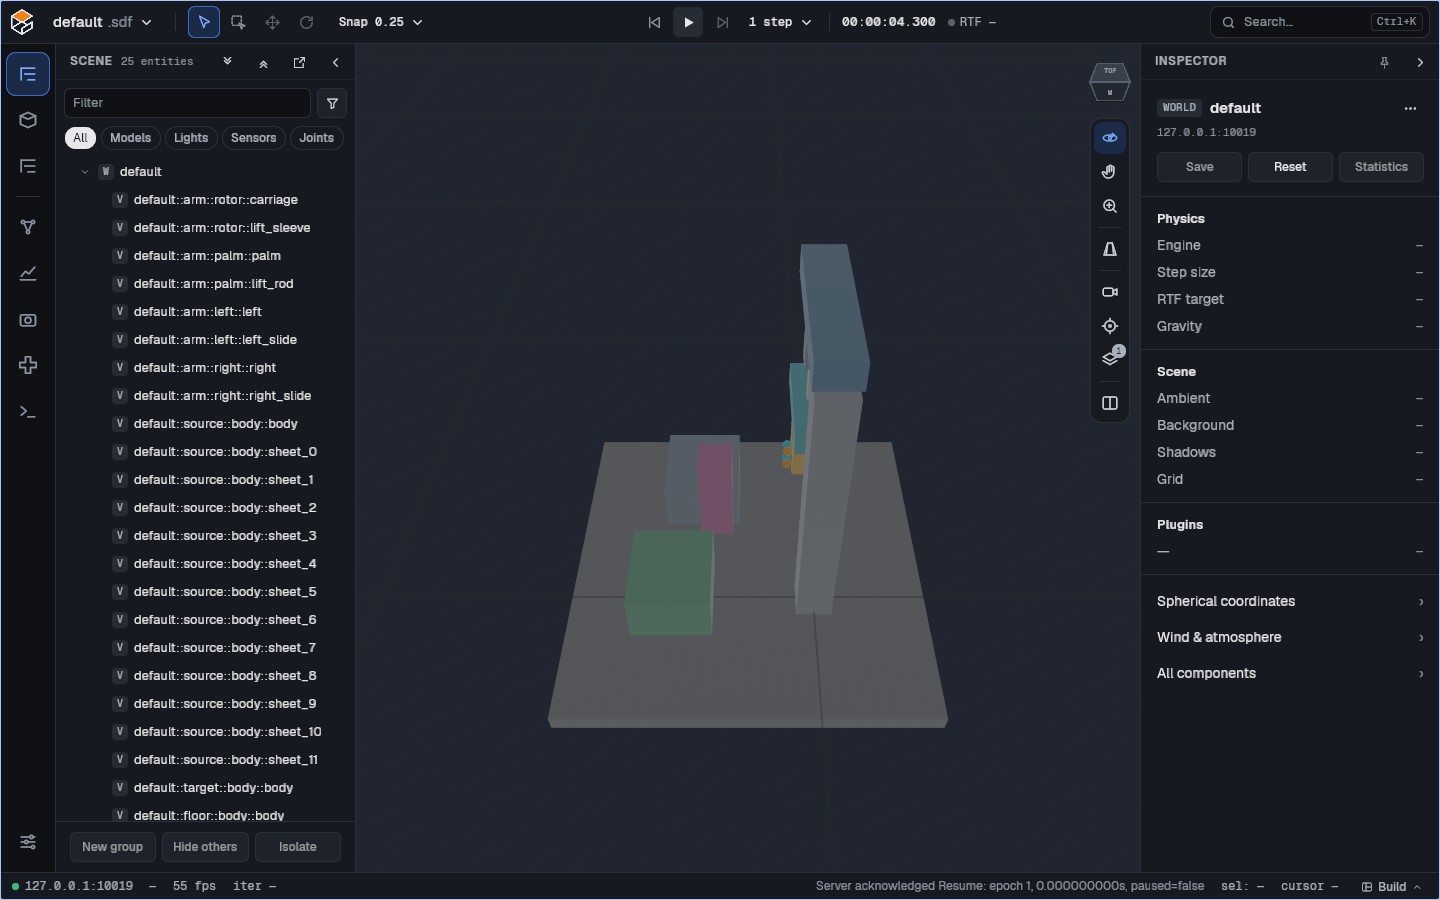 default .sdf
Snap 0.25
1 step
00:00:04.300
RTF –
Search…
Ctrl+K
SCENE 25 entities
Filter
All
Models
Lights
Sensors
Joints
W default
V default::arm::rotor::carriage
V default::arm::rotor::lift_sleeve
V default::arm::palm::palm
V default::arm::palm::lift_rod
V default::arm::left::left
V default::arm::left::left_slide
V default::arm::right::right
V default::arm::right::right_slide
V default::source::body::body
V default::source::body::sheet_0
V default::source::body::sheet_1
V default::source::body::sheet_2
V default::source::body::sheet_3
V default::source::body::sheet_4
V default::source::body::sheet_5
V default::source::body::sheet_6
V default::source::body::sheet_7
V default::source::body::sheet_8
V default::source::body::sheet_9
V default::source::body::sheet_10
V default::source::body::sheet_11
V default::target::body::body
V default::floor::body::body
New group
Hide others
Isolate
TOP
1
INSPECTOR
WORLD default
127.0.0.1:10019
Save
Reset
Statistics
Physics
Engine –
Step size –
RTF target –
Gravity –
Scene
Ambient –
Background –
Shadows –
Grid –
Plugins
— –
Spherical coordinates
Wind & atmosphere
All components
127.0.0.1:10019 – 55 fps iter –
Server acknowledged Resume: epoch 1, 0.000000000s, paused=false sel: – cursor – Build